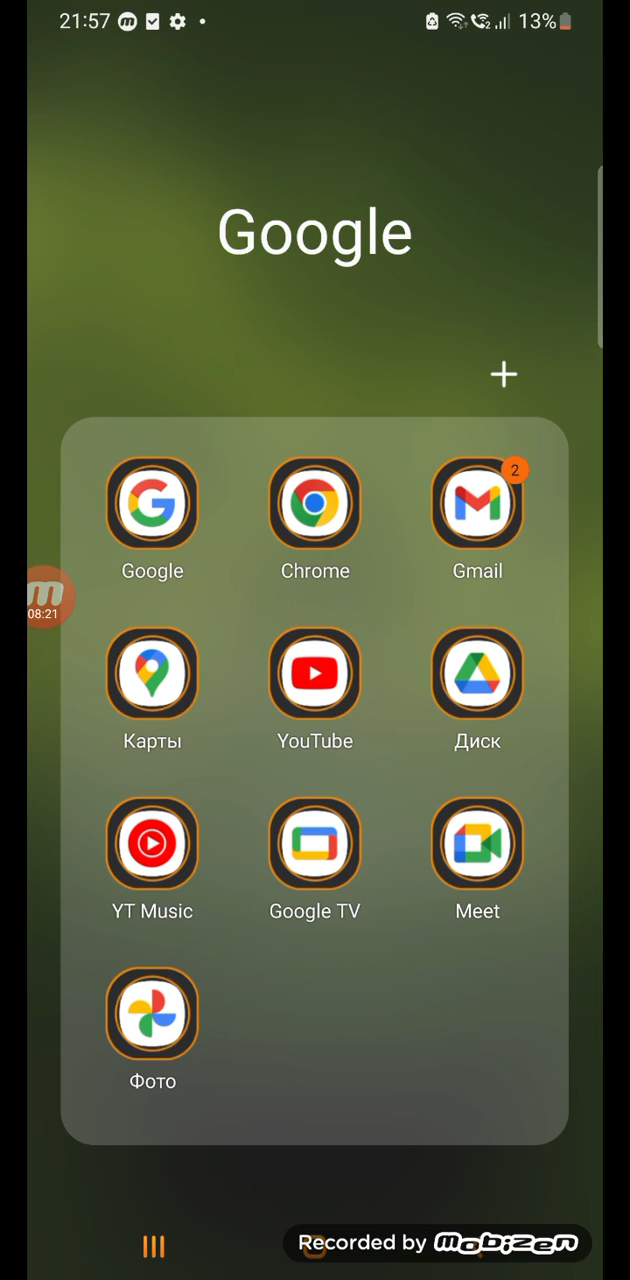 21:57 13%
Google
2
Google Chrome Gmail
08:21
Карты YouTube Диск
YT Music Google TV Meet
Фото
Recorded by mobizen